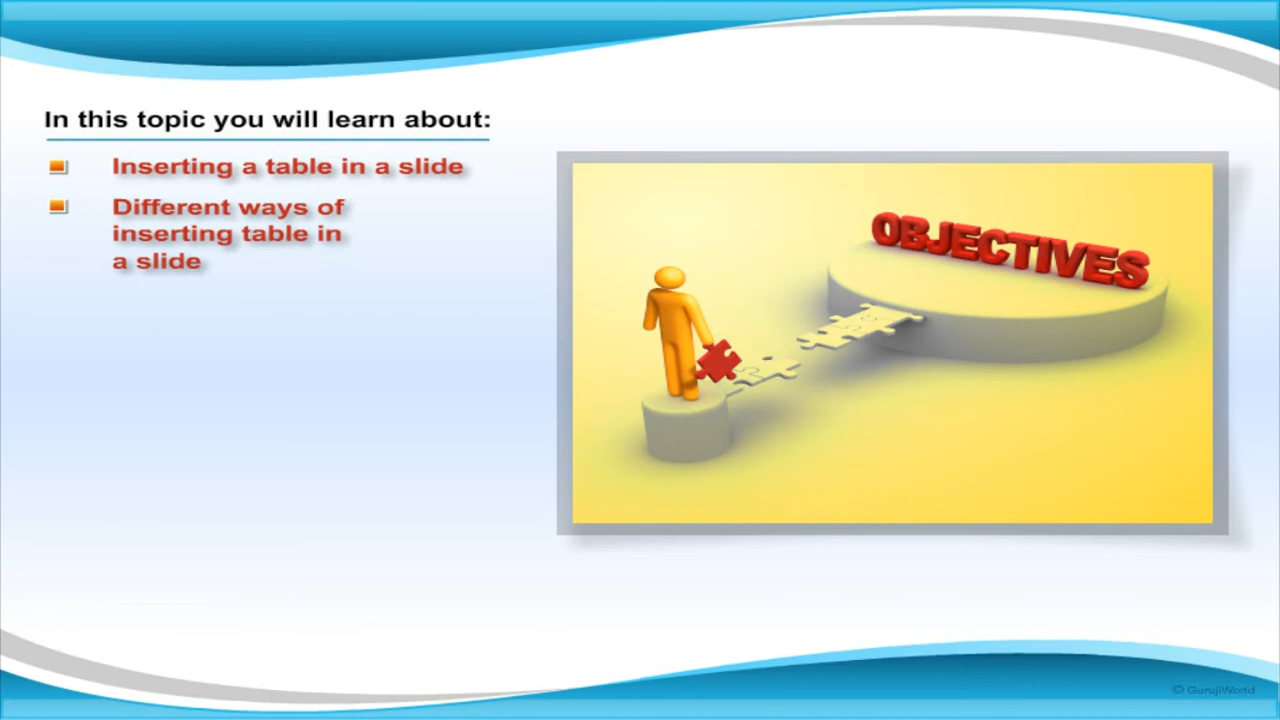 In this topic you will learn about:
Inserting a table in a slide
Different ways of
inserting table in
a slide
OBJECTIVES
© GurujiWorld